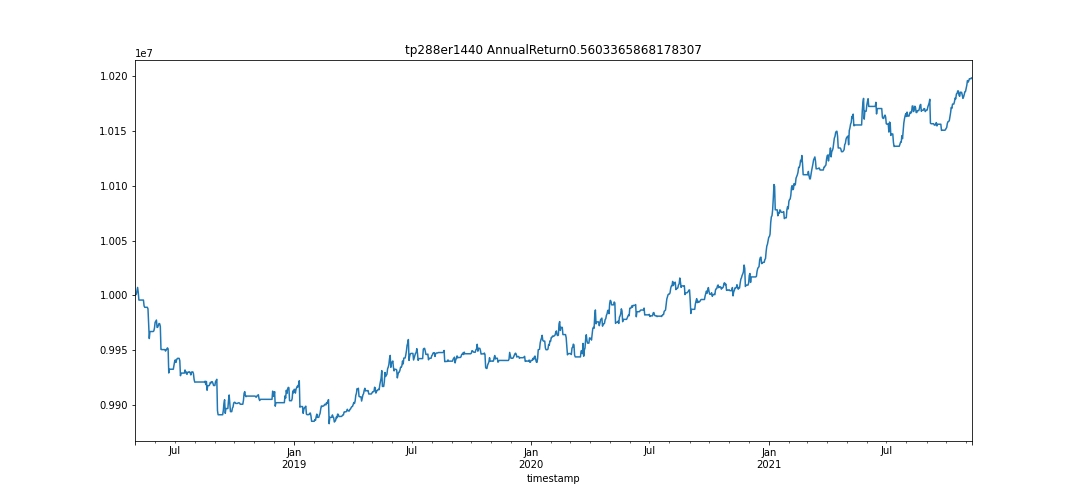 tp288er1440 AnnualReturn0.5603365868178307
1e7
1.020
1.015
1.010
1.005
1.000
0.995
0.990
Jul
Jan
2019
Jul
Jan
2020
Jul
Jan
2021
Jul
timestamp